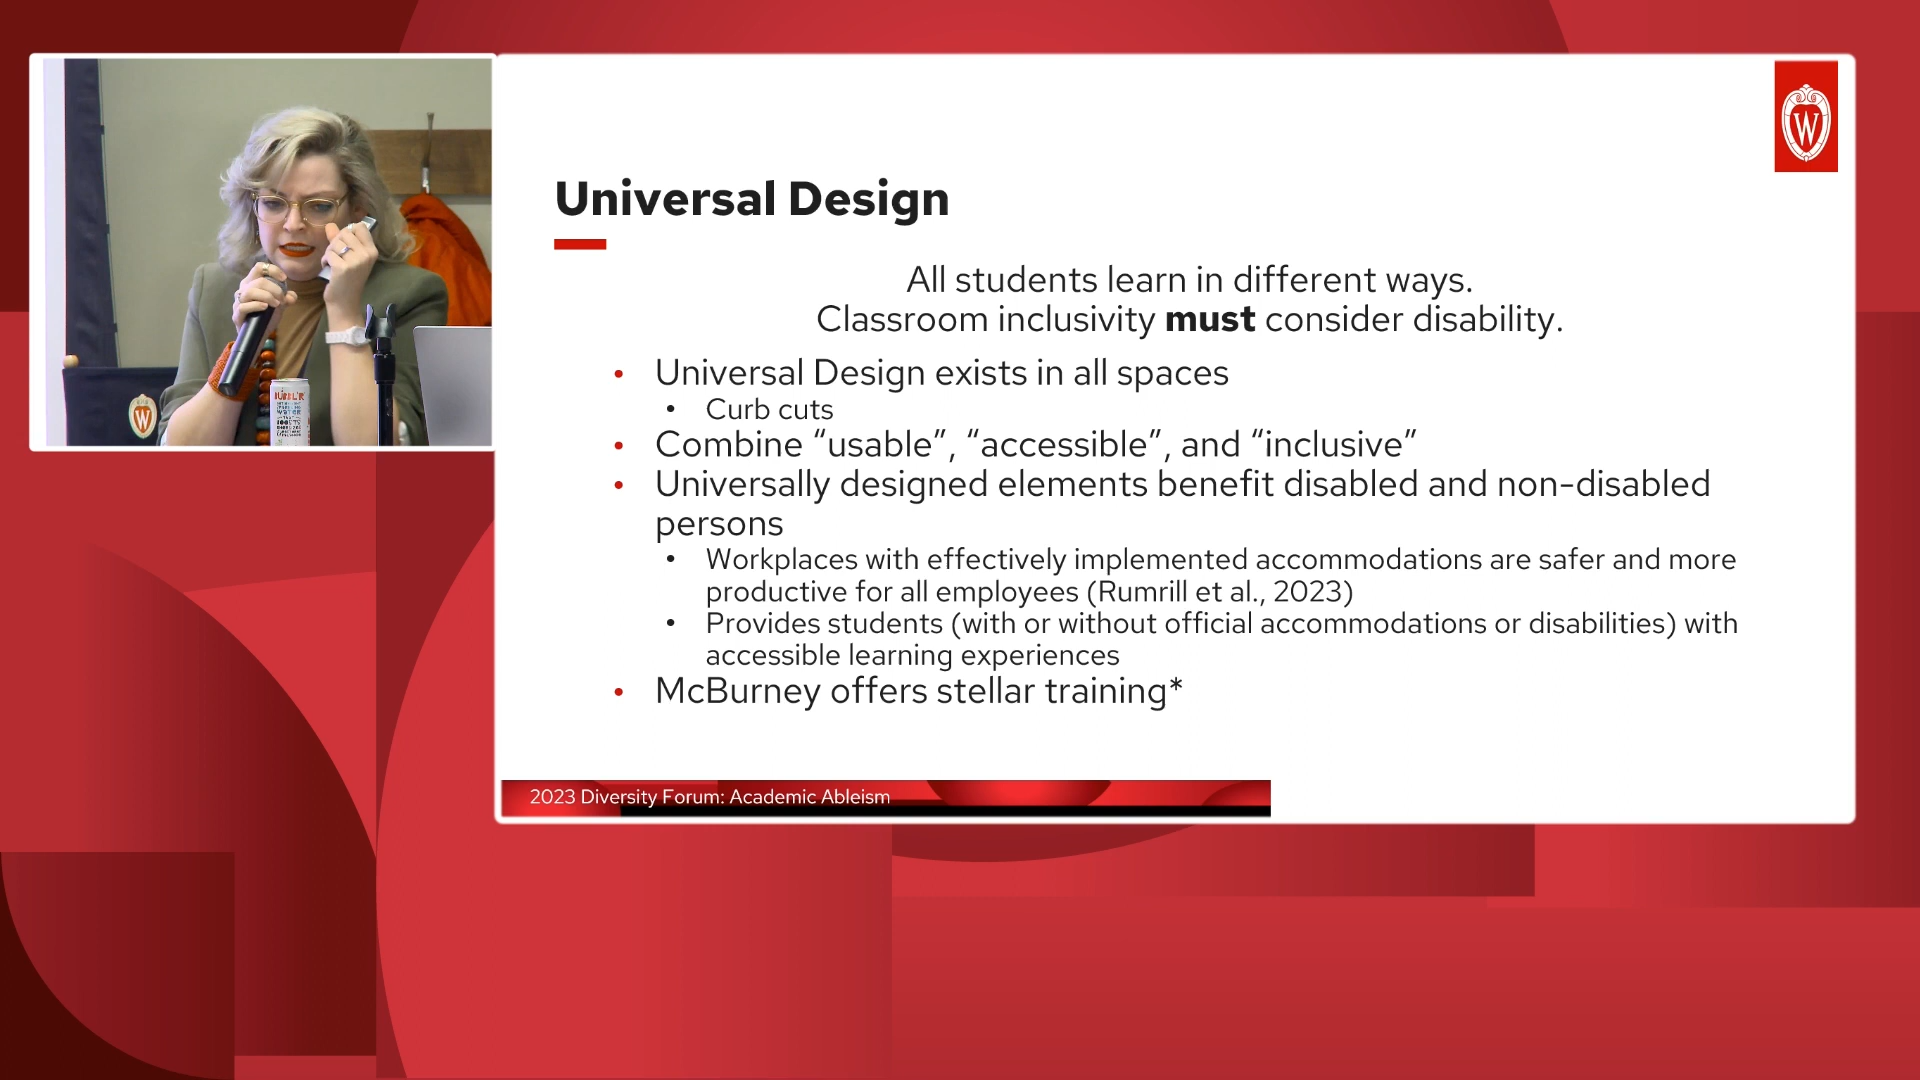 W
Universal Design
All students learn in different ways.
Classroom inclusivity must consider disability.
• Universal Design exists in all spaces
• Curb cuts
• Combine “usable”, “accessible”, and “inclusive”
• Universally designed elements benefit disabled and non-disabled
persons
• Workplaces with effectively implemented accommodations are safer and more
productive for all employees (Rumrill et al., 2023)
• Provides students (with or without official accommodations or disabilities) with
accessible learning experiences
• McBurney offers stellar training*
2023 Diversity Forum: Academic Ableism
W